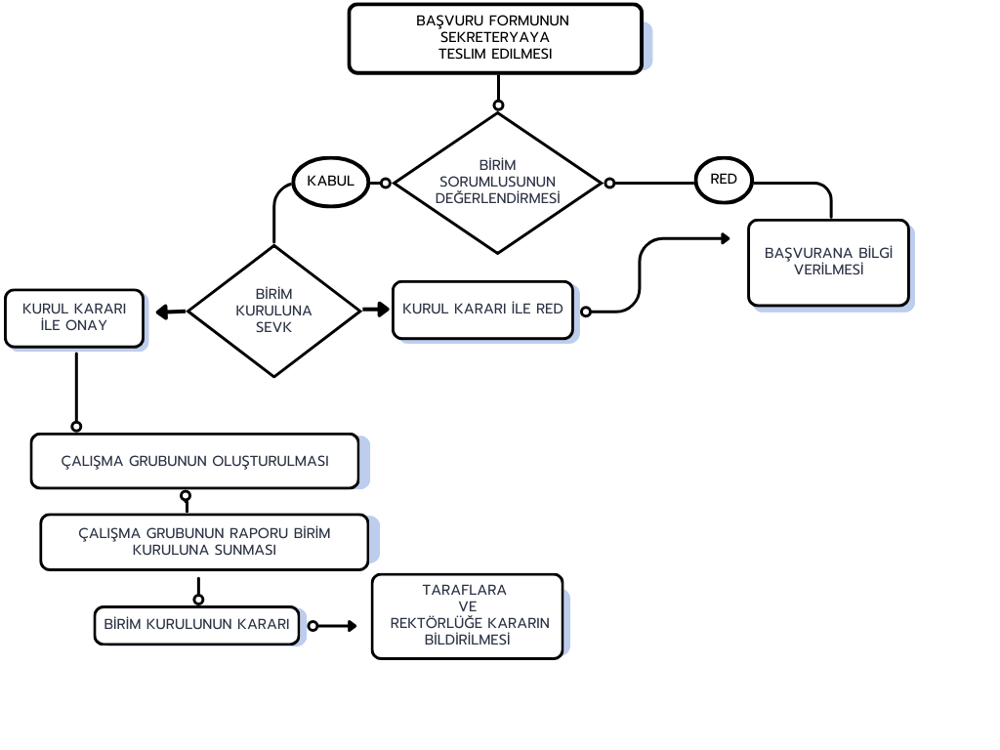 BAŞVURU FORMUNUN
SEKRETERYAYA
TESLIM EDILMESI
BİRİM
SORUMLUSUNUN
DEĞERLENDİRMESİ
KABUL
RED
BAŞVURANA BİLGİ
VERİLMESİ
BİRİM
KURULUNA
SEVK
KURUL KARARI
İLE ONAY
KURUL KARARI İLE RED
ÇALIŞMA GRUBUNUN OLUŞTURULMASI
ÇALIŞMA GRUBUNUN RAPORU BİRİM
KURULUNA SUNMASI
BİRİM KURULUNUN KARARI
TARAFLARA
VE
REKTÖRLÜĞE KARARIN
BİLDİRİLMESİ